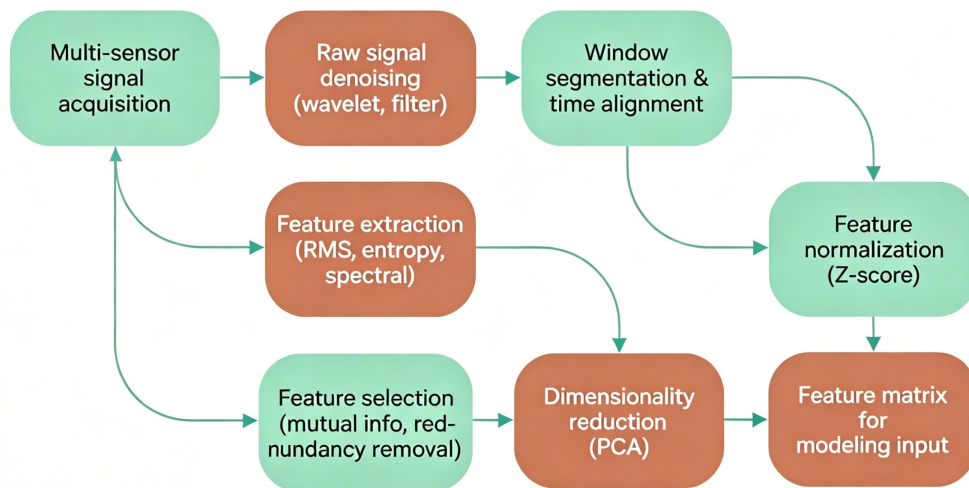 Multi-sensor
signal
acquisition
Raw signal
denoising
(wavelet, filter)
Window
segmentation &
time alignment
Feature extraction
(RMS, entropy,
spectral)
Feature
normalization
(Z-score)
Feature selection
(mutual info, red-
nundancy removal)
Dimensionality
reduction
(PCA)
Feature matrix
for
modeling input